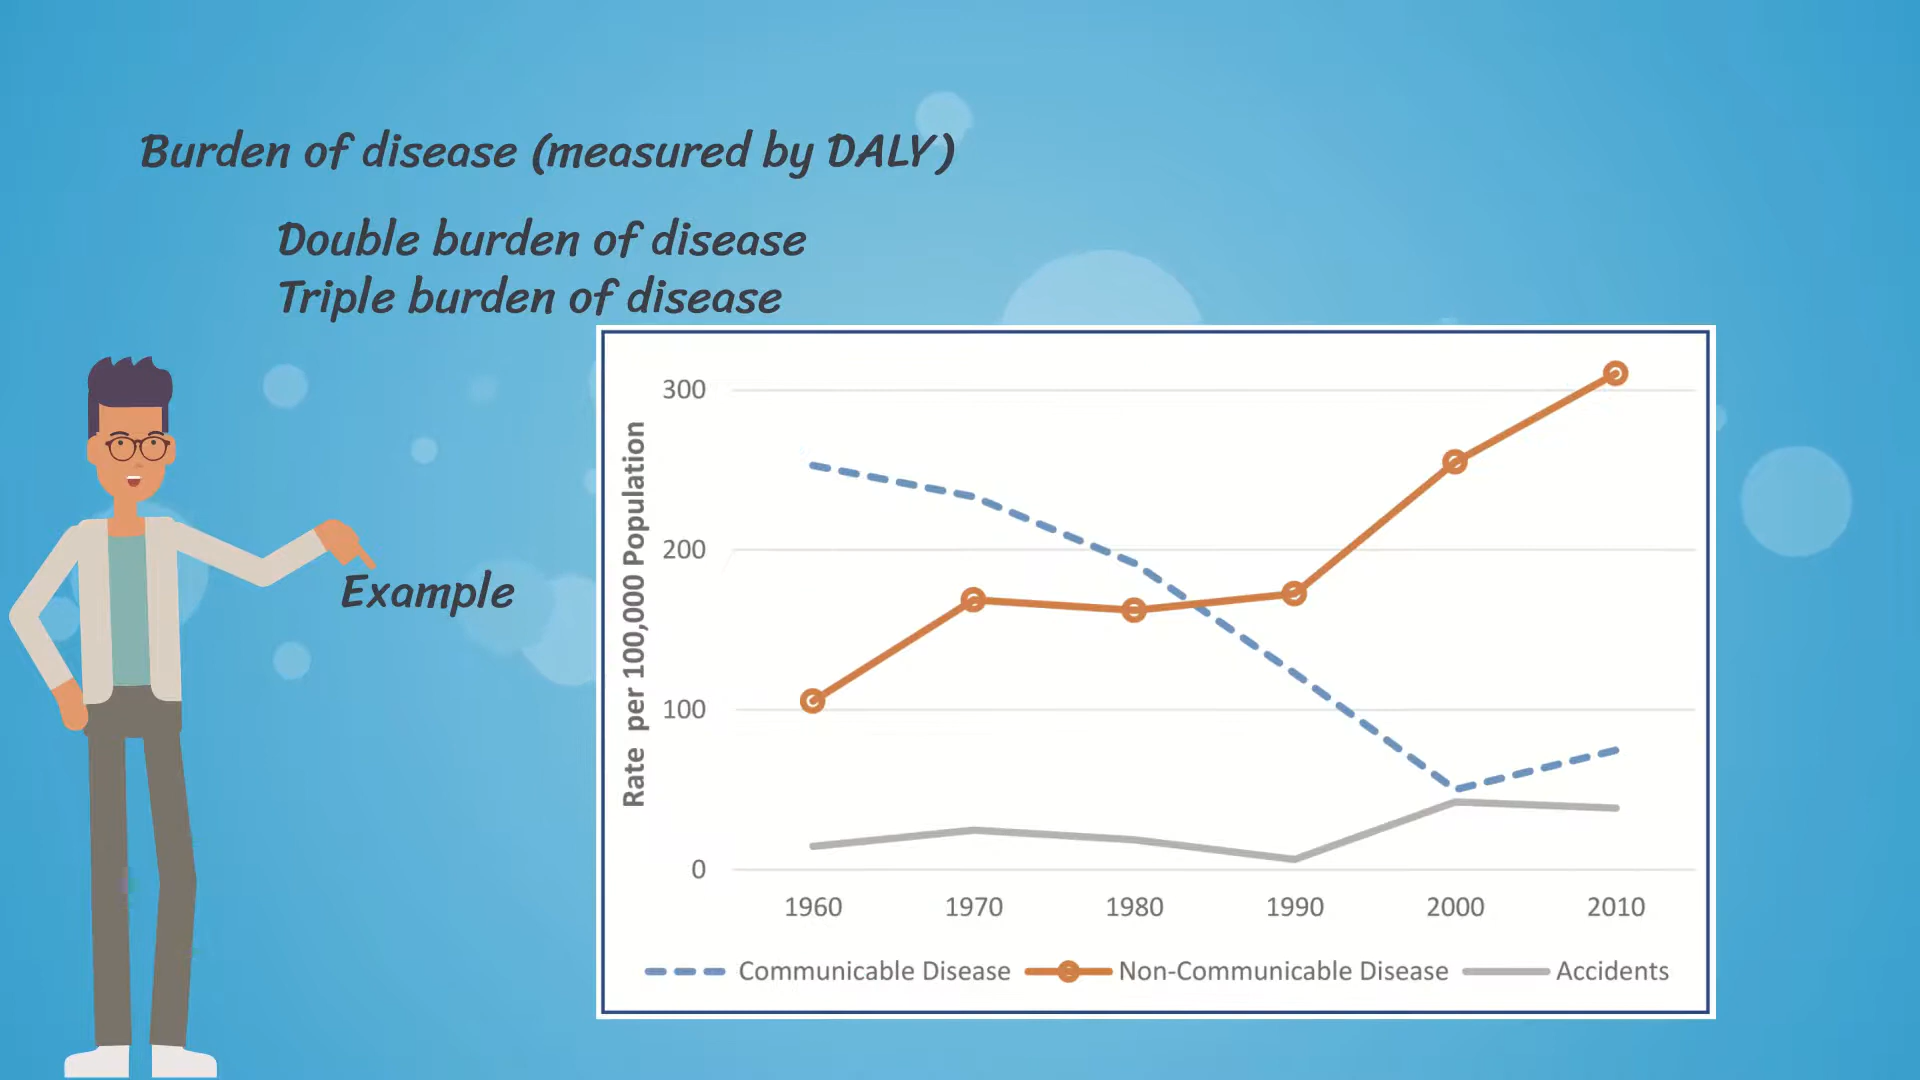 Burden of disease (measured by DALY)
Double burden of disease
Triple burden of disease
Example
Rate per 100,000 Population
300
200
100
0
1960 1970 1980 1990 2000 2010
Communicable Disease Non-Communicable Disease Accidents